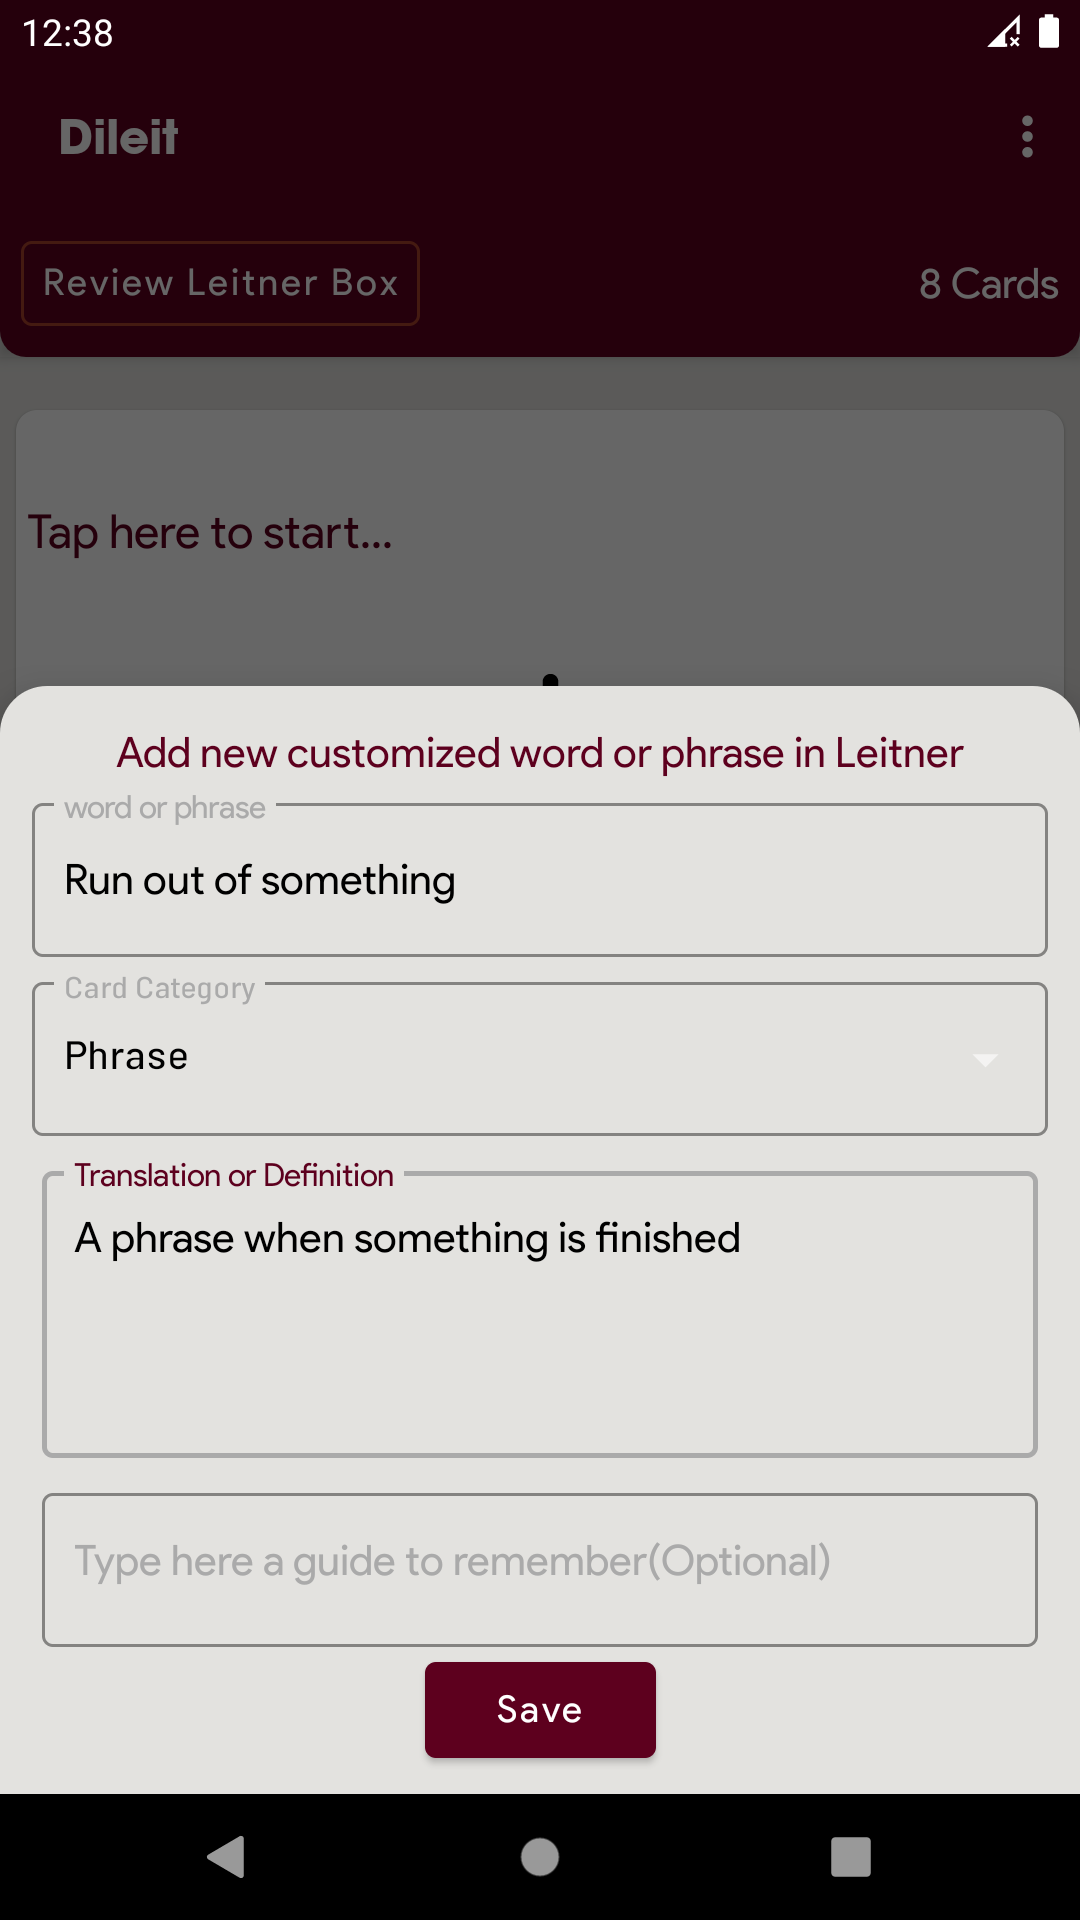 12:38
Dileit
Review Leitner Box
8 Cards
Tap here to start...
Add new customized word or phrase in Leitner
word or phrase
Run out of something
Card Category
Phrase
Translation or Definition
A phrase when something is finished
Type here a guide to remember(Optional)
Save